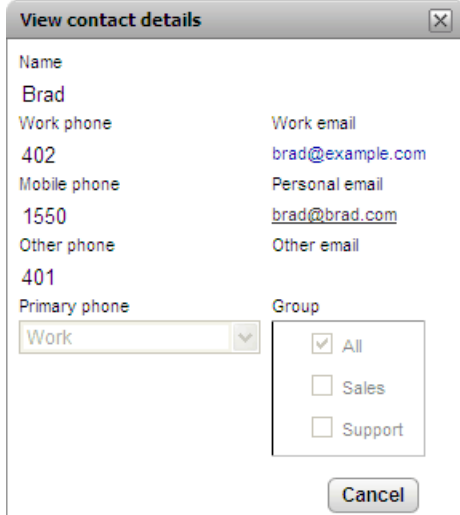 View contact details
Name
Brad
Work phone Work email
402 brad@example.com
Mobile phone Personal email
1550 brad@brad.com
Other phone Other email
401
Primary phone Group
Work All
Sales
Support
Cancel